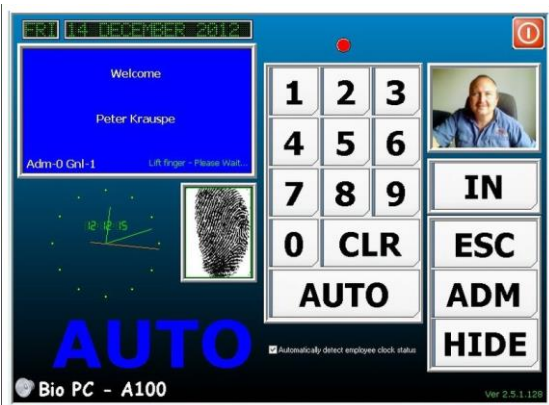 FRI 14 DECEMBER 2012
Welcome
Peter Krauspe
Adm-0 Gnl-1 Lift finger - Please Wait...
1 2 3
4 5 6
7 8 9
0 CLR
AUTO
IN
ESC
ADM
HIDE
12 12 15
AUTO
Automatically detect employee clock status
Bio PC - A100
Ver 2.5.1.128